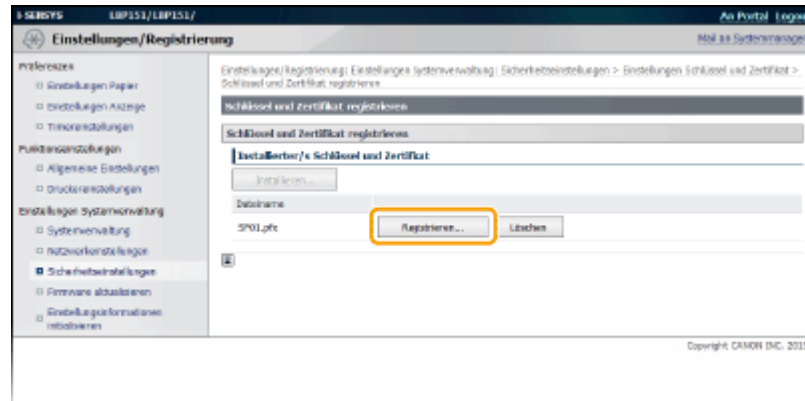 i-SENSYS LBP151/LBP151/ An Portal Logou
Einstellungen/Registrierung
Mail an Systemmanager
Präferenzen
Einstellungen Papier
Einstellungen Anzeige
Timereinstellungen
Funktionseinstellungen
Allgemeine Einstellungen
Druckereinstellungen
Einstellungen Systemverwaltung
Systemverwaltung
Netzwerkeinstellungen
Sicherheitseinstellungen
Firmware aktualisieren
Einstellungsinformationen
initialisieren
Einstellungen/Registrierung: Einstellungen Systemverwaltung: Sicherheitseinstellungen > Einstellungen Schlüssel und Zertifikat >
Schlüssel und Zertifikat registrieren
Schlüssel und Zertifikat registrieren
Schlüssel und Zertifikat registrieren
Installierter/s Schlüssel und Zertifikat
Installieren...
Dateiname
SP01.pfx Registrieren... Löschen
Copyright CANON INC. 2015